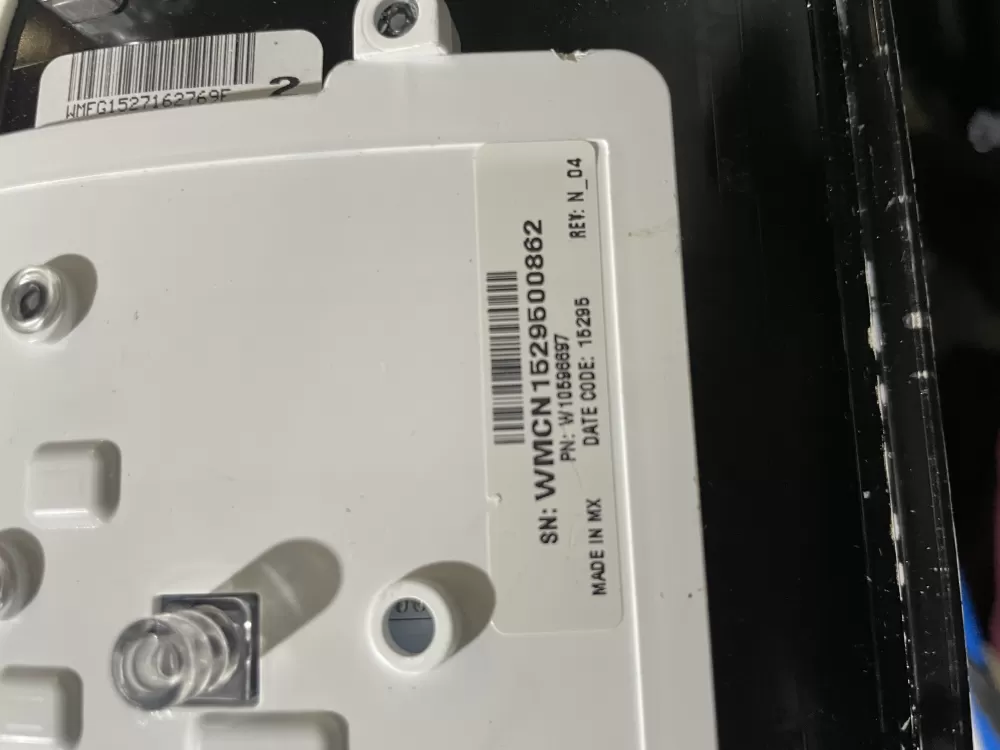 WMFG1527162769F
2
SN: WMCN1529500862
PN: W10596697
DATE CODE: 15295
REV: N_04
MADE IN MX